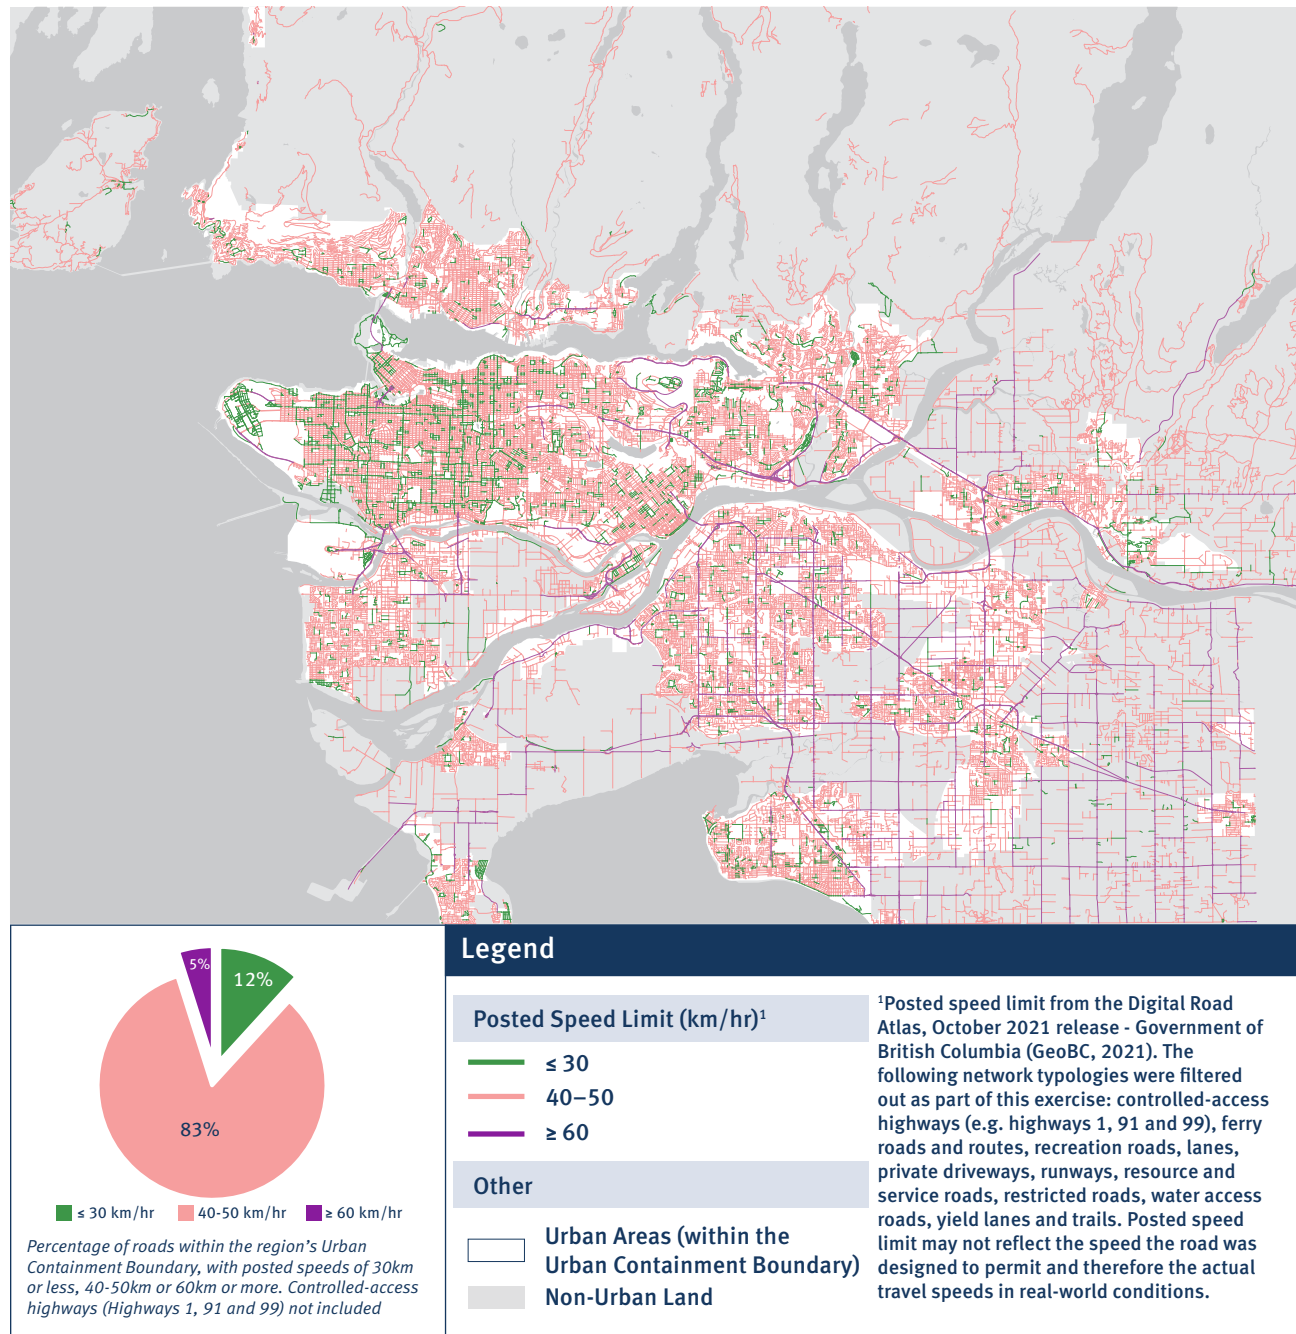 5%
12%
83%
≤ 30 km/hr 40-50 km/hr ≥ 60 km/hr
Percentage of roads within the region's Urban
Containment Boundary, with posted speeds of 30km
or less, 40-50km or 60km or more. Controlled-access
highways (Highways 1, 91 and 99) not included
Legend
Posted Speed Limit (km/hr)¹
≤ 30
40–50
≥ 60
Other
Urban Areas (within the
Urban Containment Boundary)
Non-Urban Land
¹Posted speed limit from the Digital Road
Atlas, October 2021 release - Government of
British Columbia (GeoBC, 2021). The
following network typologies were filtered
out as part of this exercise: controlled-access
highways (e.g. highways 1, 91 and 99), ferry
roads and routes, recreation roads, lanes,
private driveways, runways, resource and
service roads, restricted roads, water access
roads, yield lanes and trails. Posted speed
limit may not reflect the speed the road was
designed to permit and therefore the actual
travel speeds in real-world conditions.